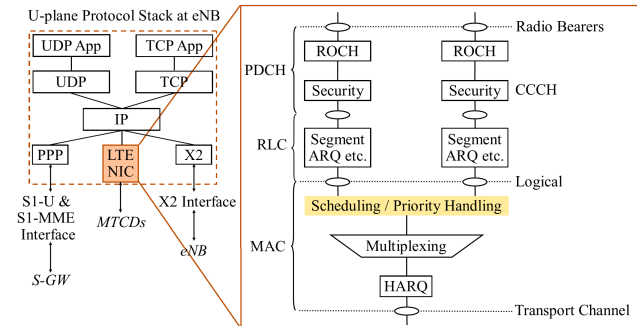 U-plane Protocol Stack at eNB
UDP App
TCP App
UDP
TCP
IP
PPP
LTE
NIC
X2
S1-U &
S1-MME
Interface
MTCDs
X2 Interface
S-GW
eNB
Radio Bearers
ROCH
ROCH
PDCH
Security
Security
CCCH
RLC
Segment
ARQ etc.
Segment
ARQ etc.
Logical
Scheduling / Priority Handling
MAC
Multiplexing
HARQ
Transport Channel